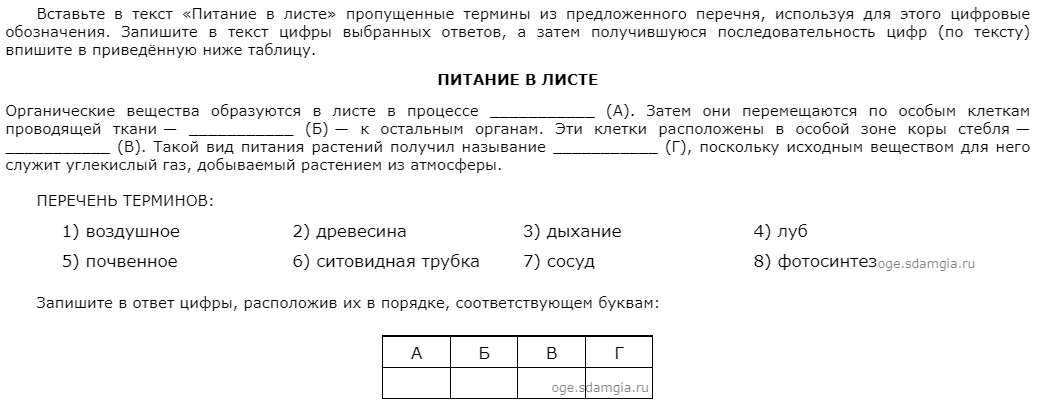 Вставьте в текст «Питание в листе» пропущенные термины из предложенного перечня, используя для этого цифровые
обозначения. Запишите в текст цифры выбранных ответов, а затем получившуюся последовательность цифр (по тексту)
впишите в приведённую ниже таблицу.
ПИТАНИЕ В ЛИСТЕ
Органические вещества образуются в листе в процессе ___________ (А). Затем они перемещаются по особым клеткам
проводящей ткани — ___________ (Б) — к остальным органам. Эти клетки расположены в особой зоне коры стебля —
___________ (В). Такой вид питания растений получил называние ___________ (Г), поскольку исходным веществом для него
служит углекислый газ, добываемый растением из атмосферы.
ПЕРЕЧЕНЬ ТЕРМИНОВ:
1) воздушное 2) древесина 3) дыхание 4) луб
5) почвенное 6) ситовидная трубка 7) сосуд 8) фотосинтез oge.sdamgia.ru
Запишите в ответ цифры, расположив их в порядке, соответствующем буквам:
А Б В Г
oge.sdamgia.ru